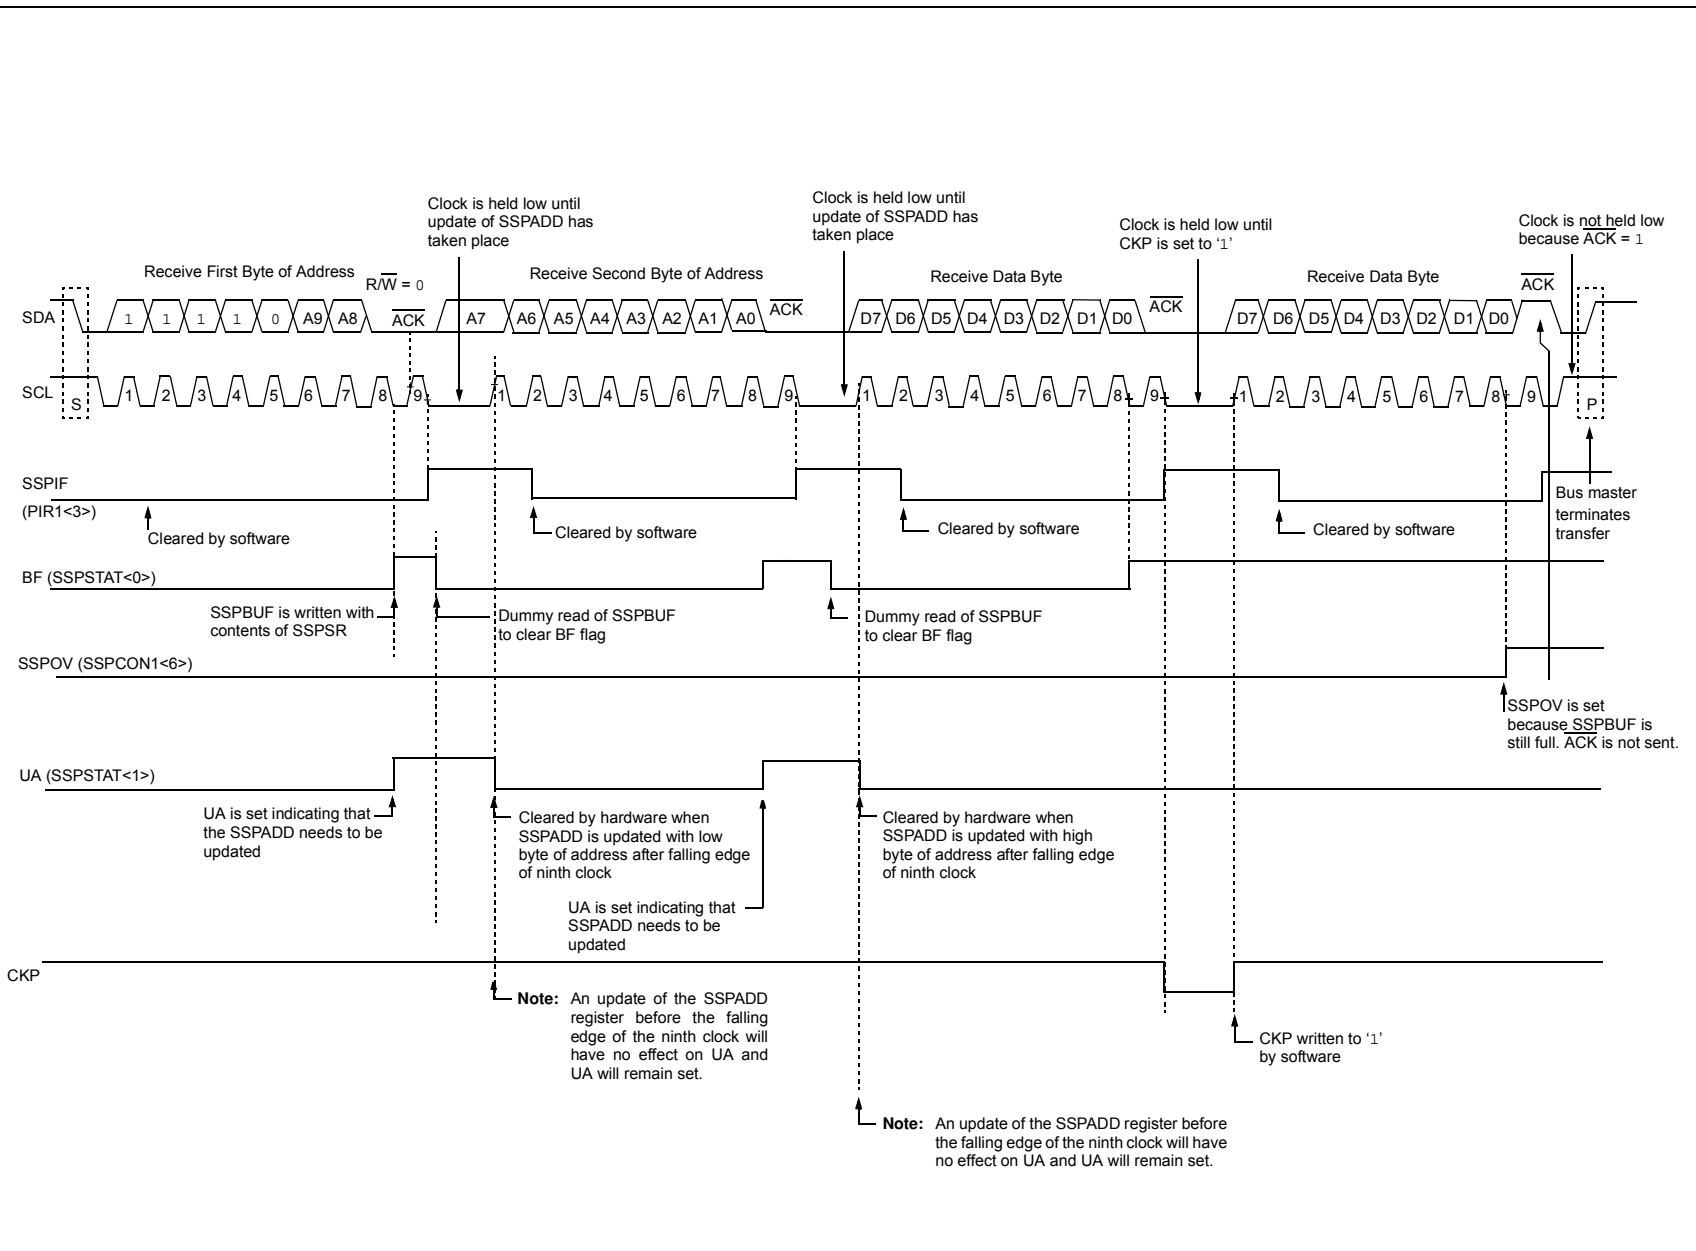 Clock is held low until
update of SSPADD has
taken place
Clock is held low until
update of SSPADD has
taken place
Clock is held low until
CKP is set to ‘1’
Clock is not held low
because ACK = 1
Receive First Byte of Address
R/W = 0
Receive Second Byte of Address
Receive Data Byte
Receive Data Byte
ACK
SDA
1 1 1 1 0 A9 A8
ACK
A7 A6 A5 A4 A3 A2 A1 A0
ACK
D7 D6 D5 D4 D3 D2 D1 D0
ACK
D7 D6 D5 D4 D3 D2 D1 D0
SCL
S
1 2 3 4 5 6 7 8 9
1 2 3 4 5 6 7 8 9
1 2 3 4 5 6 7 8 9
1 2 3 4 5 6 7 8 9
P
SSPIF
(PIR1<3>)
Cleared by software
Cleared by software
Cleared by software
Cleared by software
Bus master
terminates
transfer
BF (SSPSTAT<0>)
SSPBUF is written with
contents of SSPSR
Dummy read of SSPBUF
to clear BF flag
Dummy read of SSPBUF
to clear BF flag
SSPOV (SSPCON1<6>)
SSPOV is set
because SSPBUF is
still full. ACK is not sent.
UA (SSPSTAT<1>)
UA is set indicating that
the SSPADD needs to be
updated
Cleared by hardware when
SSPADD is updated with low
byte of address after falling edge
of ninth clock
UA is set indicating that
SSPADD needs to be
updated
Cleared by hardware when
SSPADD is updated with high
byte of address after falling edge
of ninth clock
CKP
Note: An update of the SSPADD
register before the falling
edge of the ninth clock will
have no effect on UA and
UA will remain set.
CKP written to ‘1’
by software
Note: An update of the SSPADD register before
the falling edge of the ninth clock will have
no effect on UA and UA will remain set.